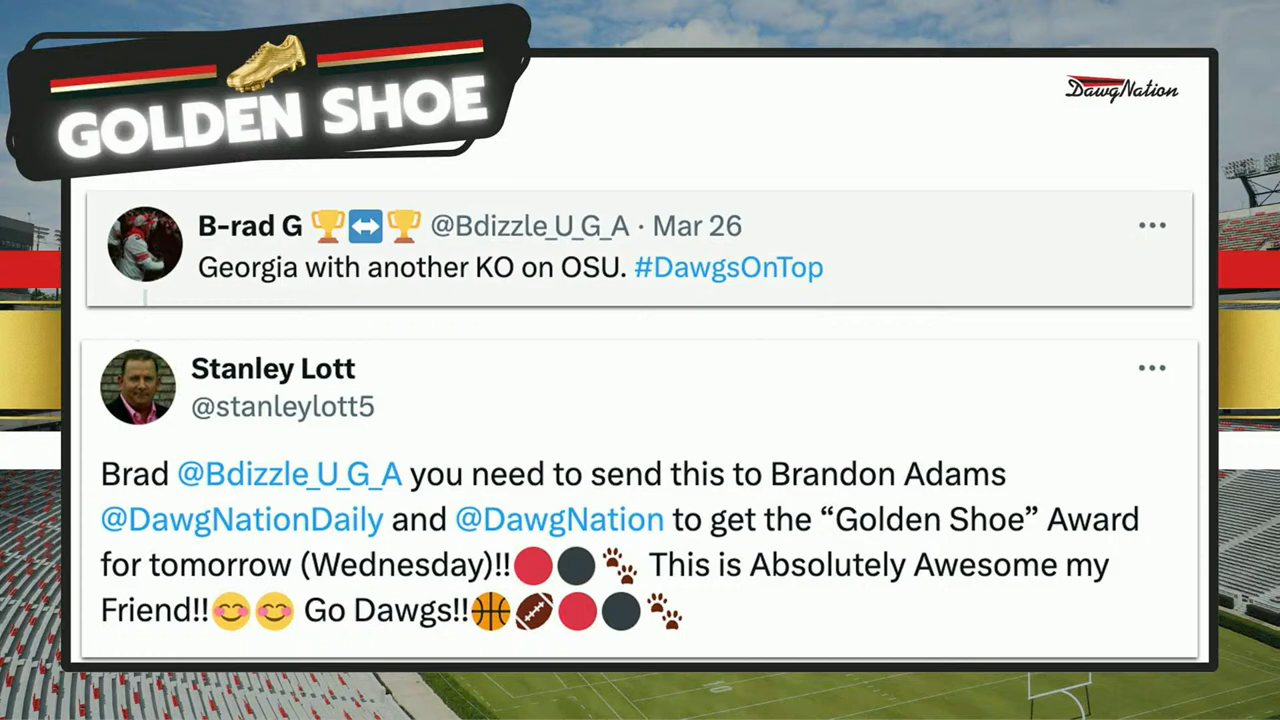 GOLDEN SHOE
DawgNation
B-rad G 🏆↔️🏆 @Bdizzle_U_G_A · Mar 26
Georgia with another KO on OSU. #DawgsOnTop
Stanley Lott
@stanleylott5
Brad @Bdizzle_U_G_A you need to send this to Brandon Adams
@DawgNationDaily and @DawgNation to get the “Golden Shoe” Award
for tomorrow (Wednesday)!!🔴⚫🐾 This is Absolutely Awesome my
Friend!!😊😊 Go Dawgs!!🏀🏈🔴⚫🐾